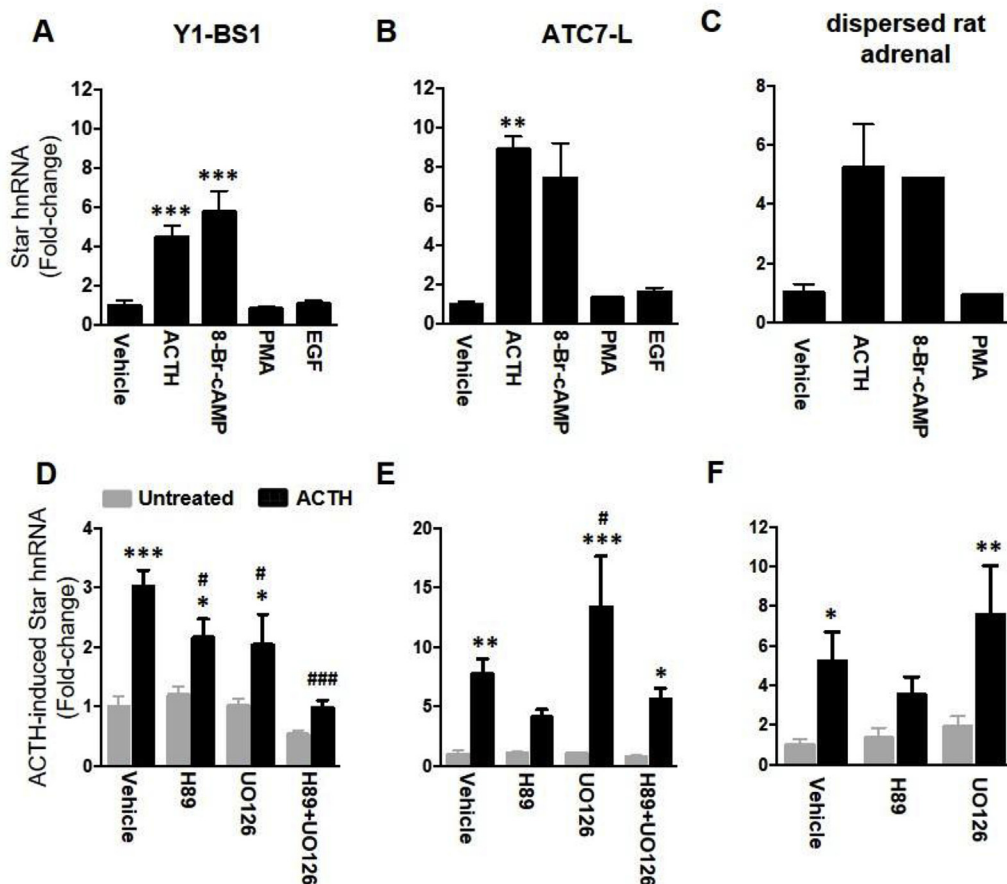 A
Y1-BS1
B
ATC7-L
C
dispersed rat
adrenal
Star hnRNA
(Fold-change)
12
10
8
6
4
2
0
***
***
Vehicle
ACTH
8-Br-cAMP
PMA
EGF
12
10
8
6
4
2
0
**
Vehicle
ACTH
8-Br-cAMP
PMA
EGF
8
6
4
2
0
Vehicle
ACTH
8-Br-cAMP
PMA
D
Untreated
ACTH
ACTH-induced Star hnRNA
(Fold-change)
4
3
2
1
0
***
#
*
#
*
###
Vehicle
H89
UO126
H89+UO126
E
20
15
10
5
0
**
#
***
*
Vehicle
H89
UO126
H89+UO126
F
12
10
8
6
4
2
0
*
**
Vehicle
H89
UO126